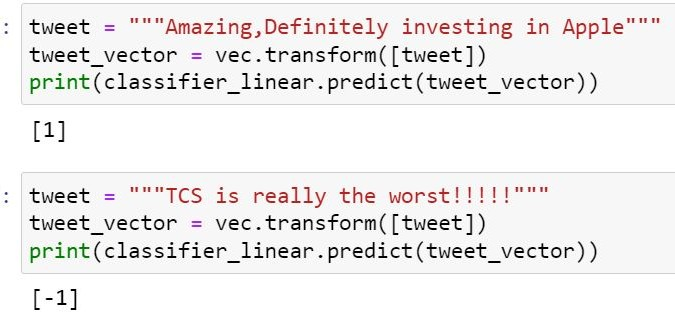 : tweet = """Amazing,Definitely investing in Apple"""
tweet_vector = vec.transform([tweet])
print(classifier_linear.predict(tweet_vector))
[1]
: tweet = """TCS is really the worst!!!!!"""
tweet_vector = vec.transform([tweet])
print(classifier_linear.predict(tweet_vector))
[-1]